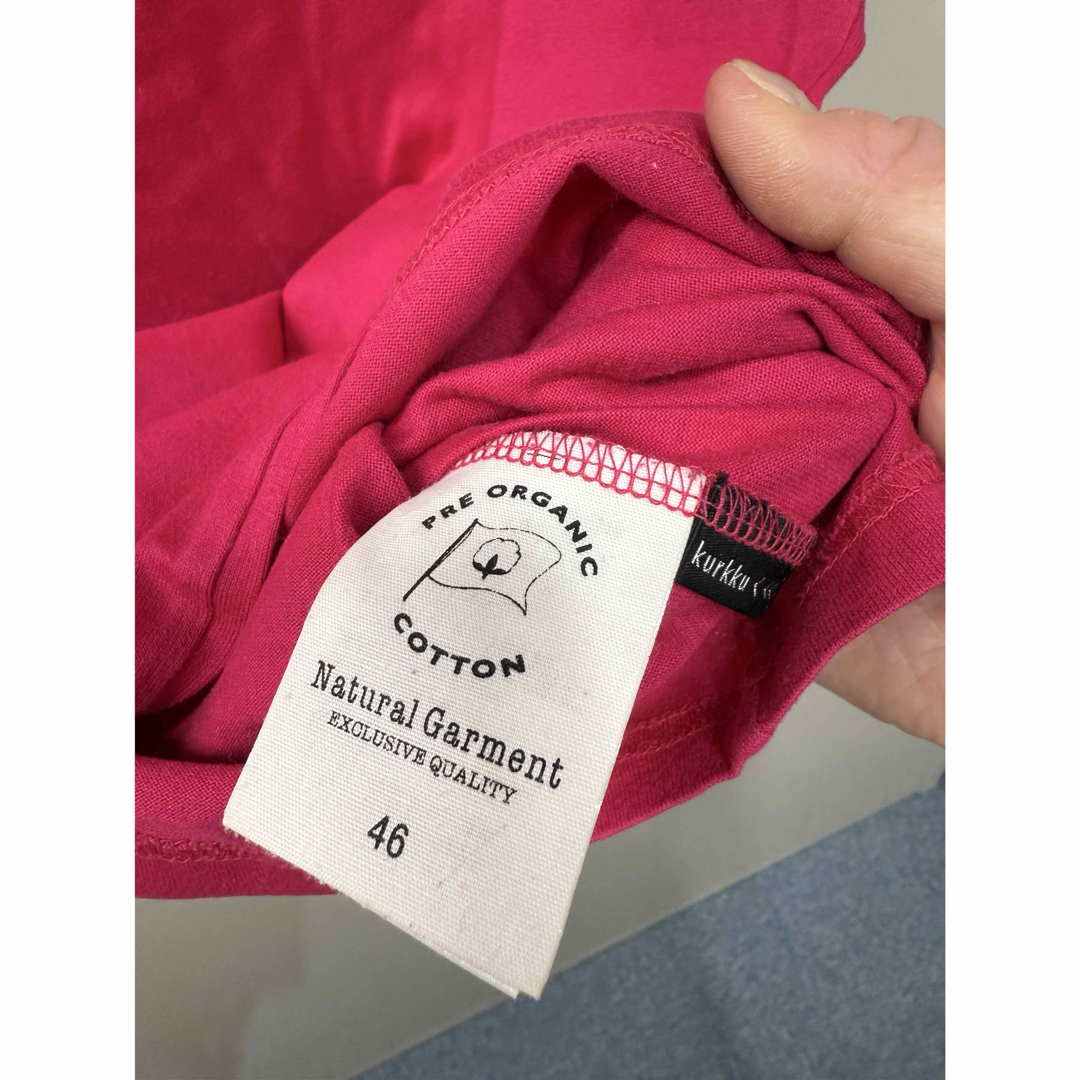 PRE ORGANIC
COTTON
Natural Garment
EXCLUSIVE QUALITY
46
kurkku